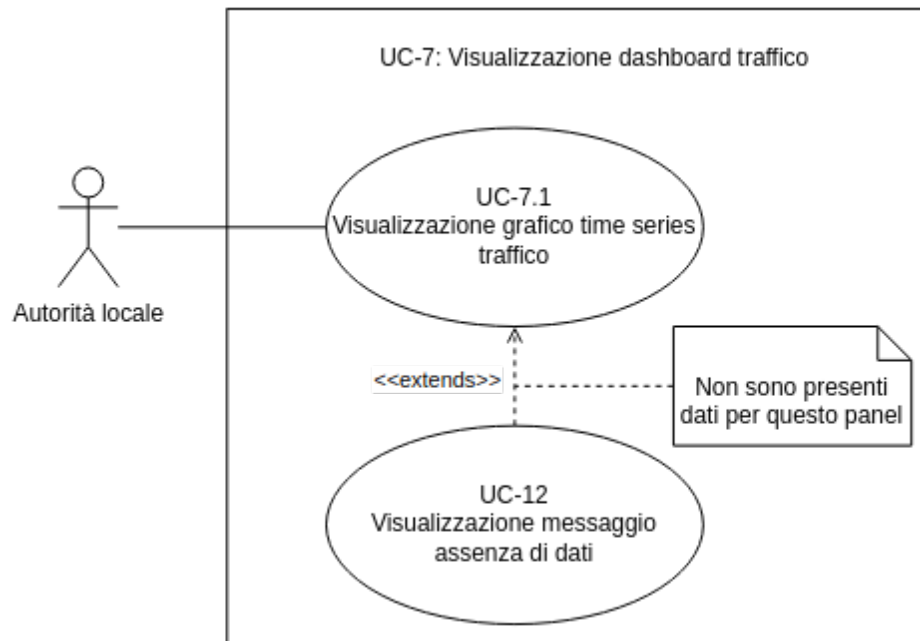 UC-7: Visualizzazione dashboard traffico
UC-7.1
Visualizzazione grafico time series
traffico
Autorità locale
<<extends>>
Non sono presenti
dati per questo panel
UC-12
Visualizzazione messaggio
assenza di dati